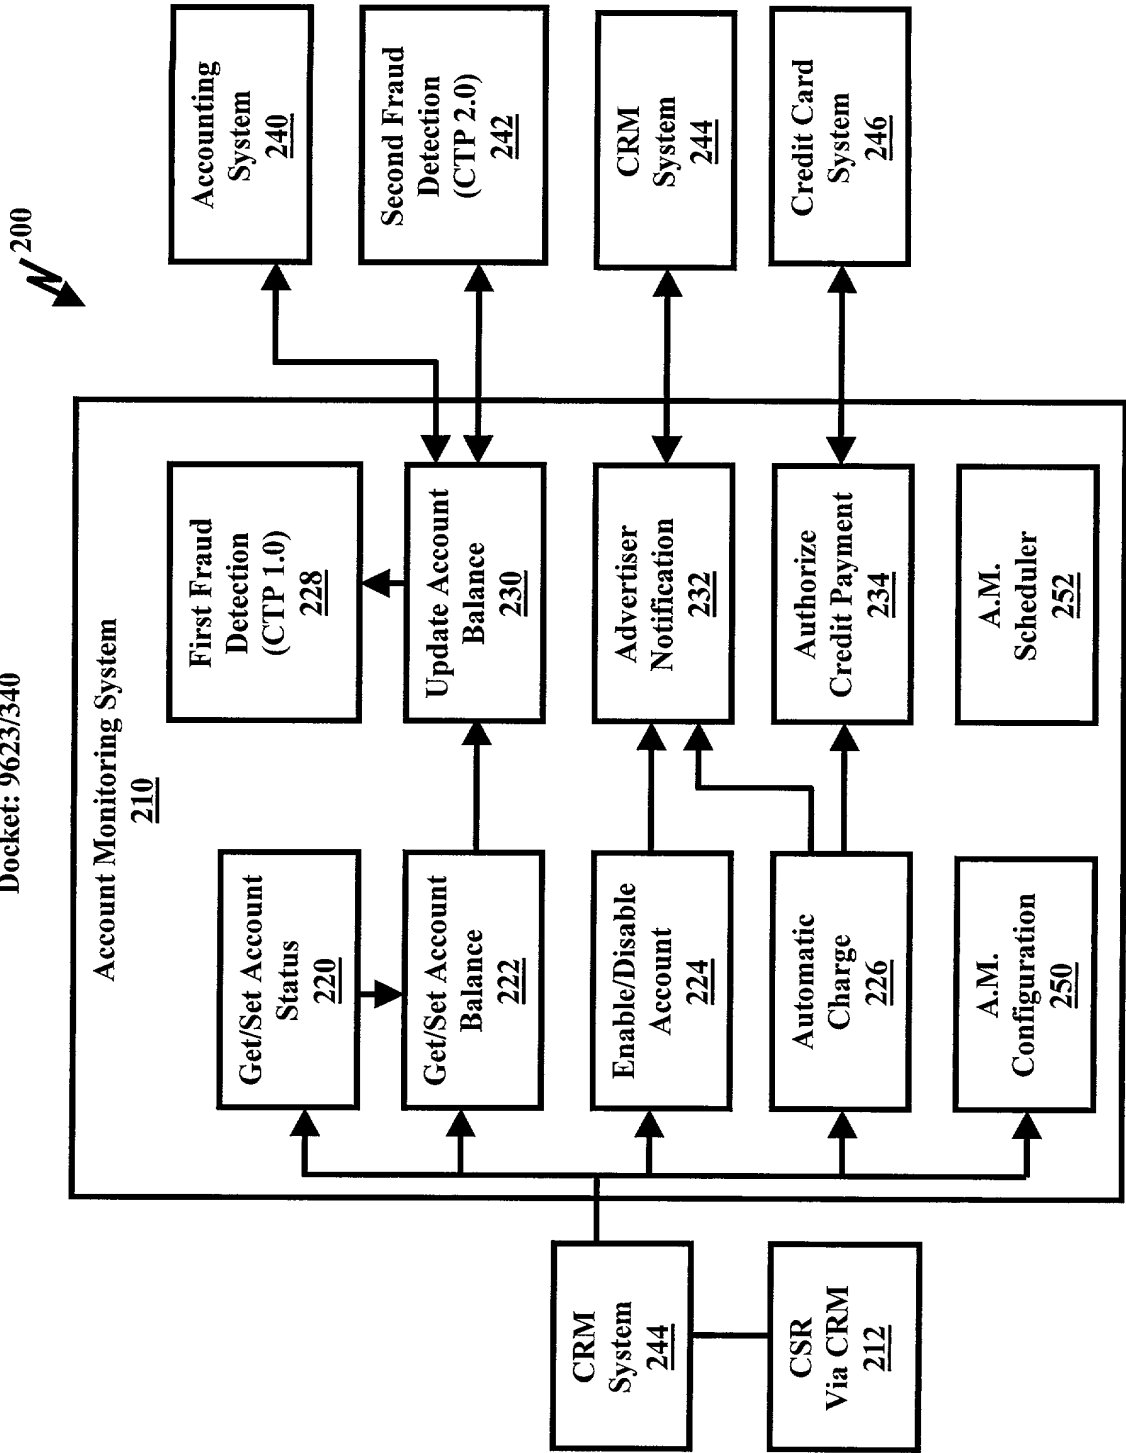 Docket: 9623/340
200
Account Monitoring System
210
CRM
System
244
CSR
Via CRM
212
Get/Set Account
Status
220
Get/Set Account
Balance
222
Enable/Disable
Account
224
Automatic
Charge
226
A.M.
Configuration
250
First Fraud
Detection
(CTP 1.0)
228
Update Account
Balance
230
Advertiser
Notification
232
Authorize
Credit Payment
234
A.M.
Scheduler
252
Accounting
System
240
Second Fraud
Detection
(CTP 2.0)
242
CRM
System
244
Credit Card
System
246